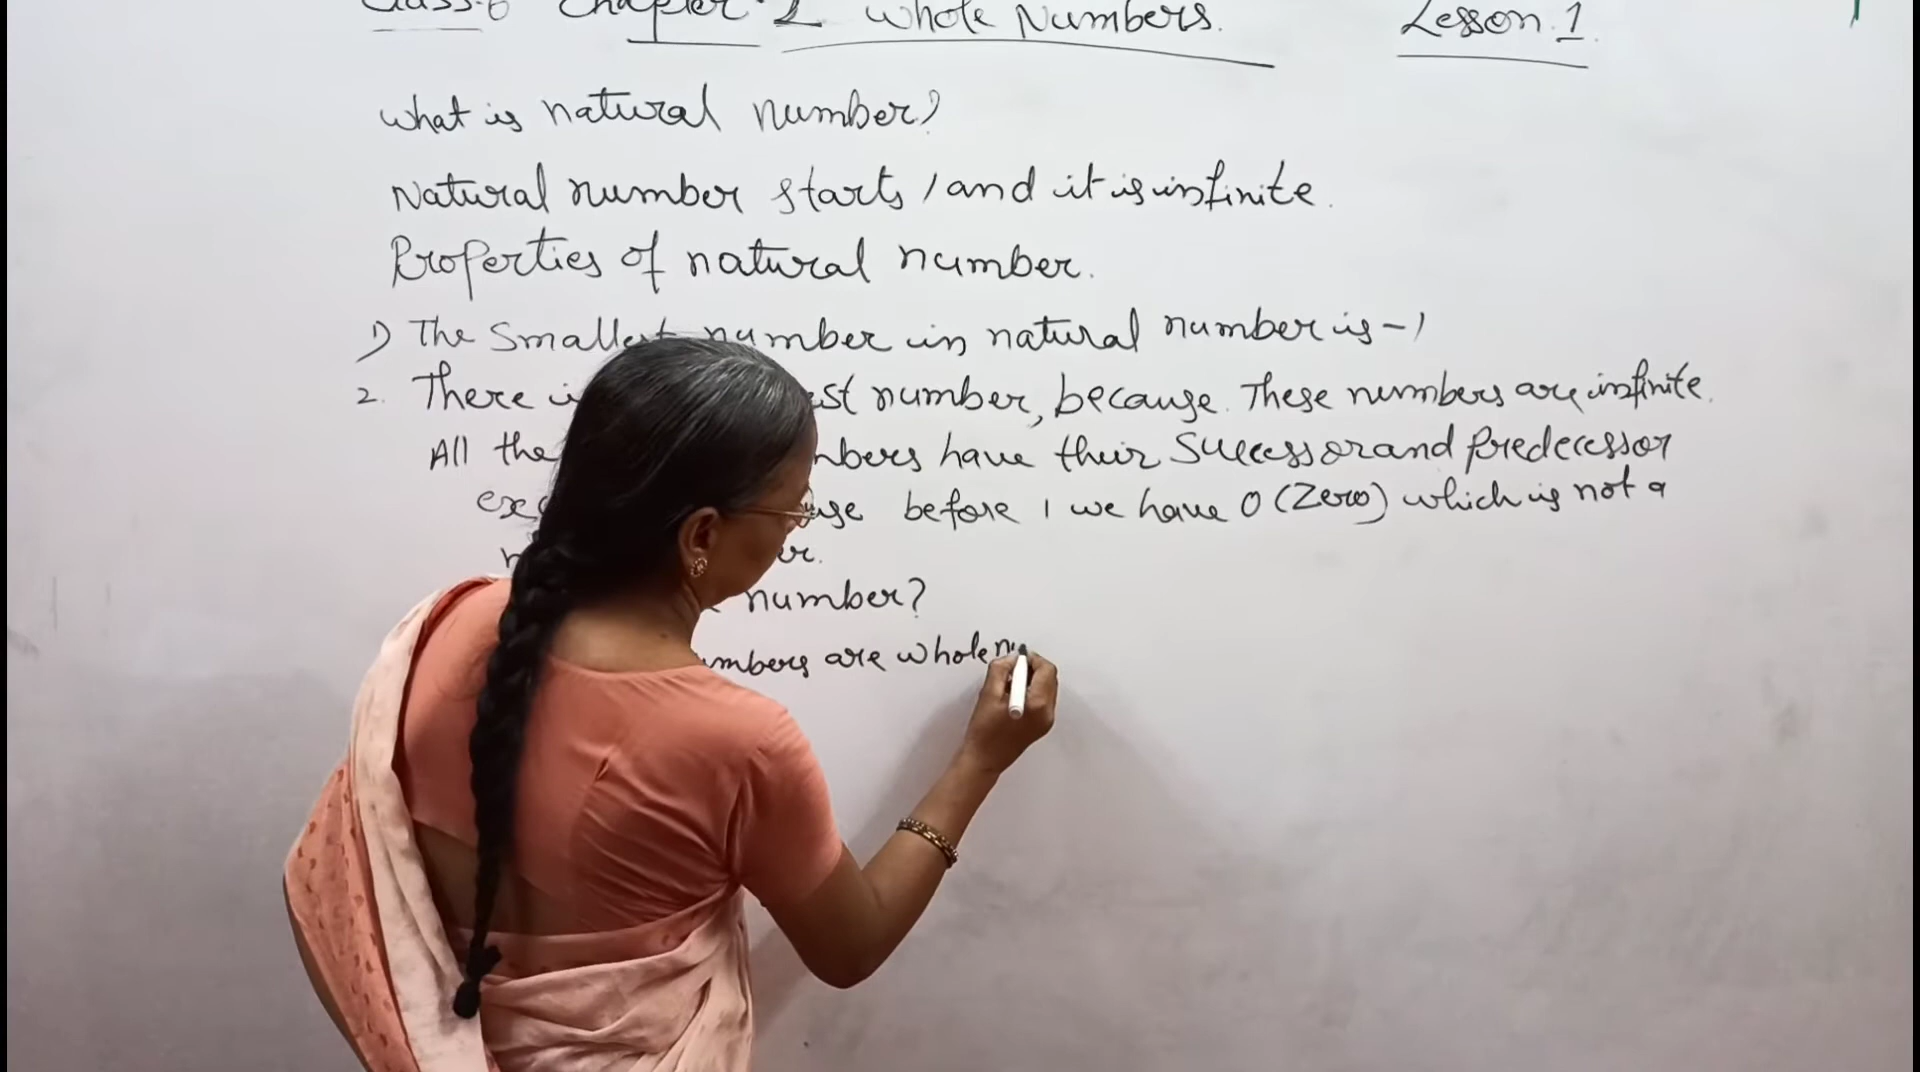 Class-6 Chapter-2 Whole Numbers. Lesson.1.
What is natural number?
Natural number starts 1 and it is infinite.
Properties of natural number.
1) The Smallest number in natural number is - 1
2. There is st number, because. These numbers are infinite.
All the mbers have their Successor and predecessor
exc use before 1 we have 0 (Zero) which is not a
n er.
number?
umbers are whole nu